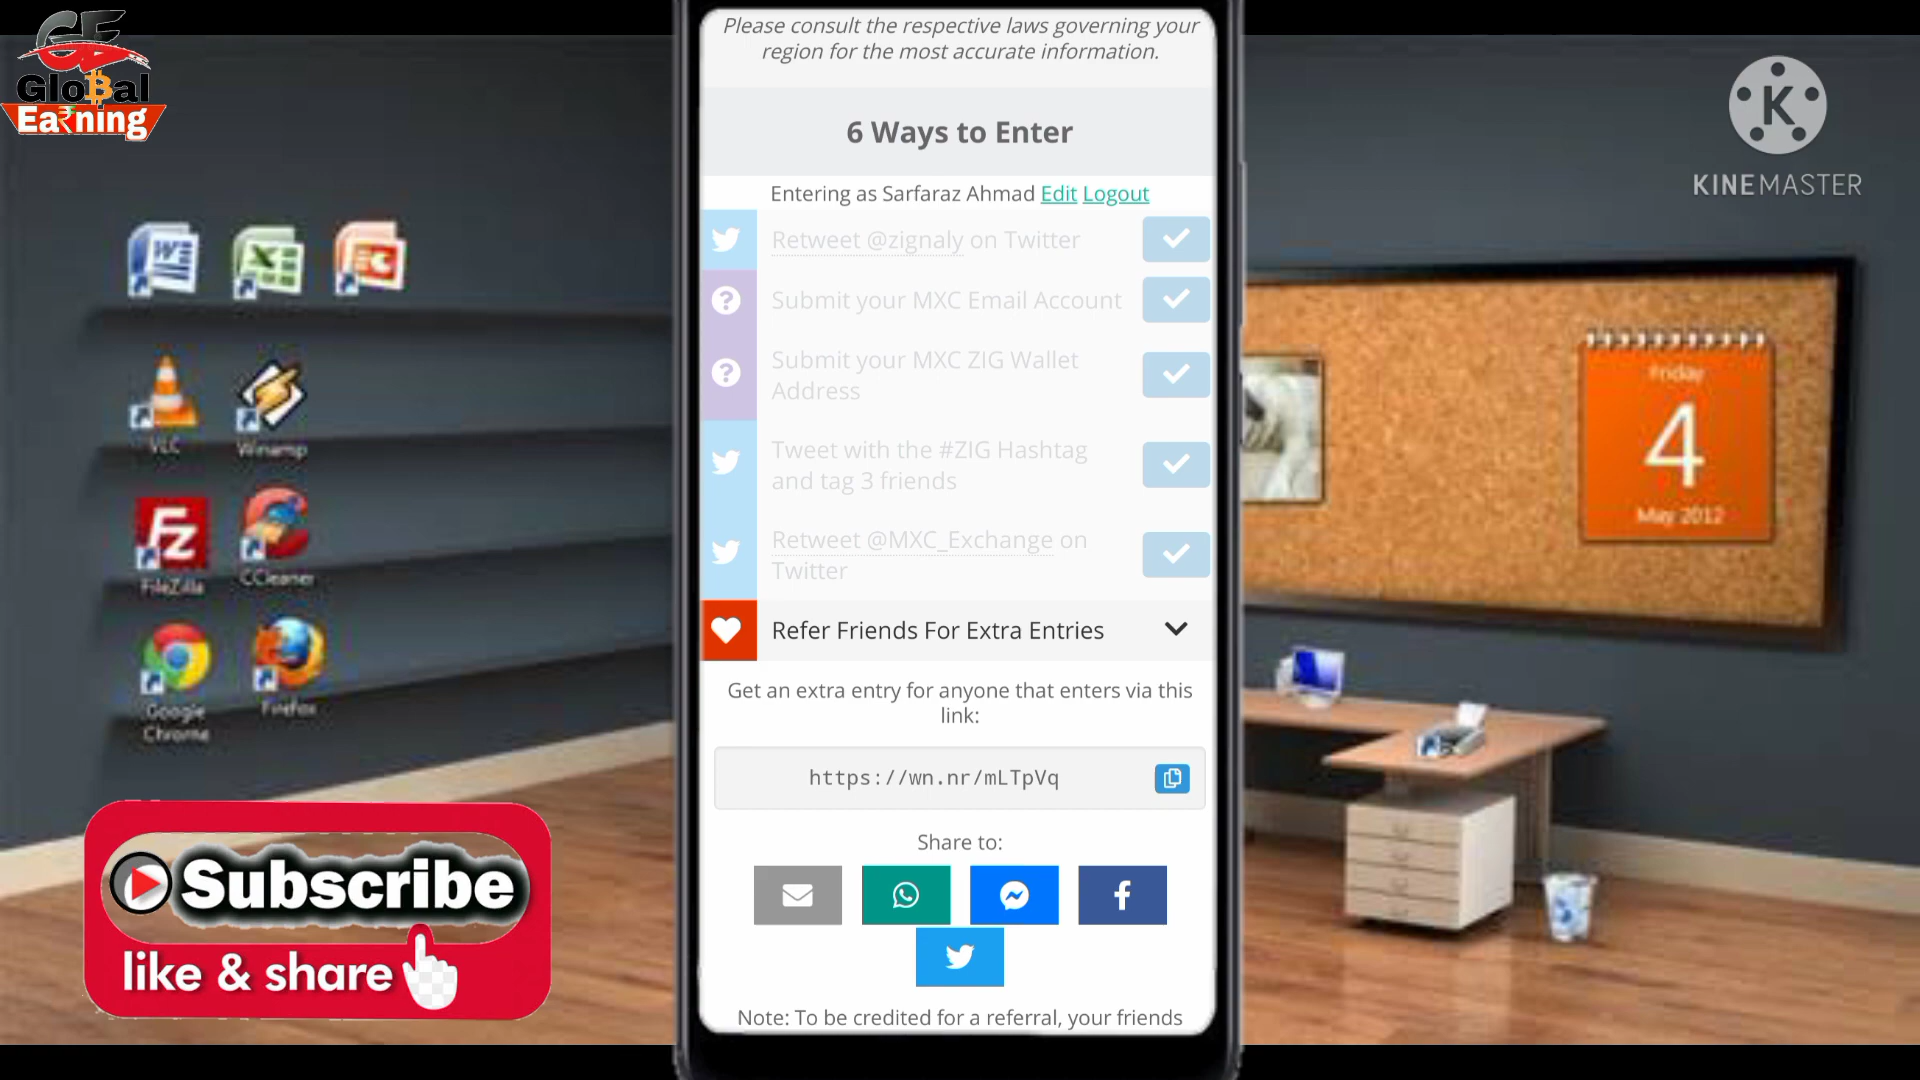 GE
Global
Earning
Please consult the respective laws governing your
region for the most accurate information.
6 Ways to Enter
Entering as Sarfaraz Ahmad Edit Logout
Retweet @zignaly on Twitter
Submit your MXC Email Account
Submit your MXC ZIG Wallet
Address
Tweet with the #ZIG Hashtag
and tag 3 friends
Retweet @MXC_Exchange on
Twitter
Refer Friends For Extra Entries
Get an extra entry for anyone that enters via this
link:
https://wn.nr/mLTpVq
Share to:
Note: To be credited for a referral, your friends
K
KINEMASTER
Friday
4
May 2012
VLC
Winamp
FZ
FileZilla
CCleaner
Google
Chrome
Firefox
Subscribe
like & share